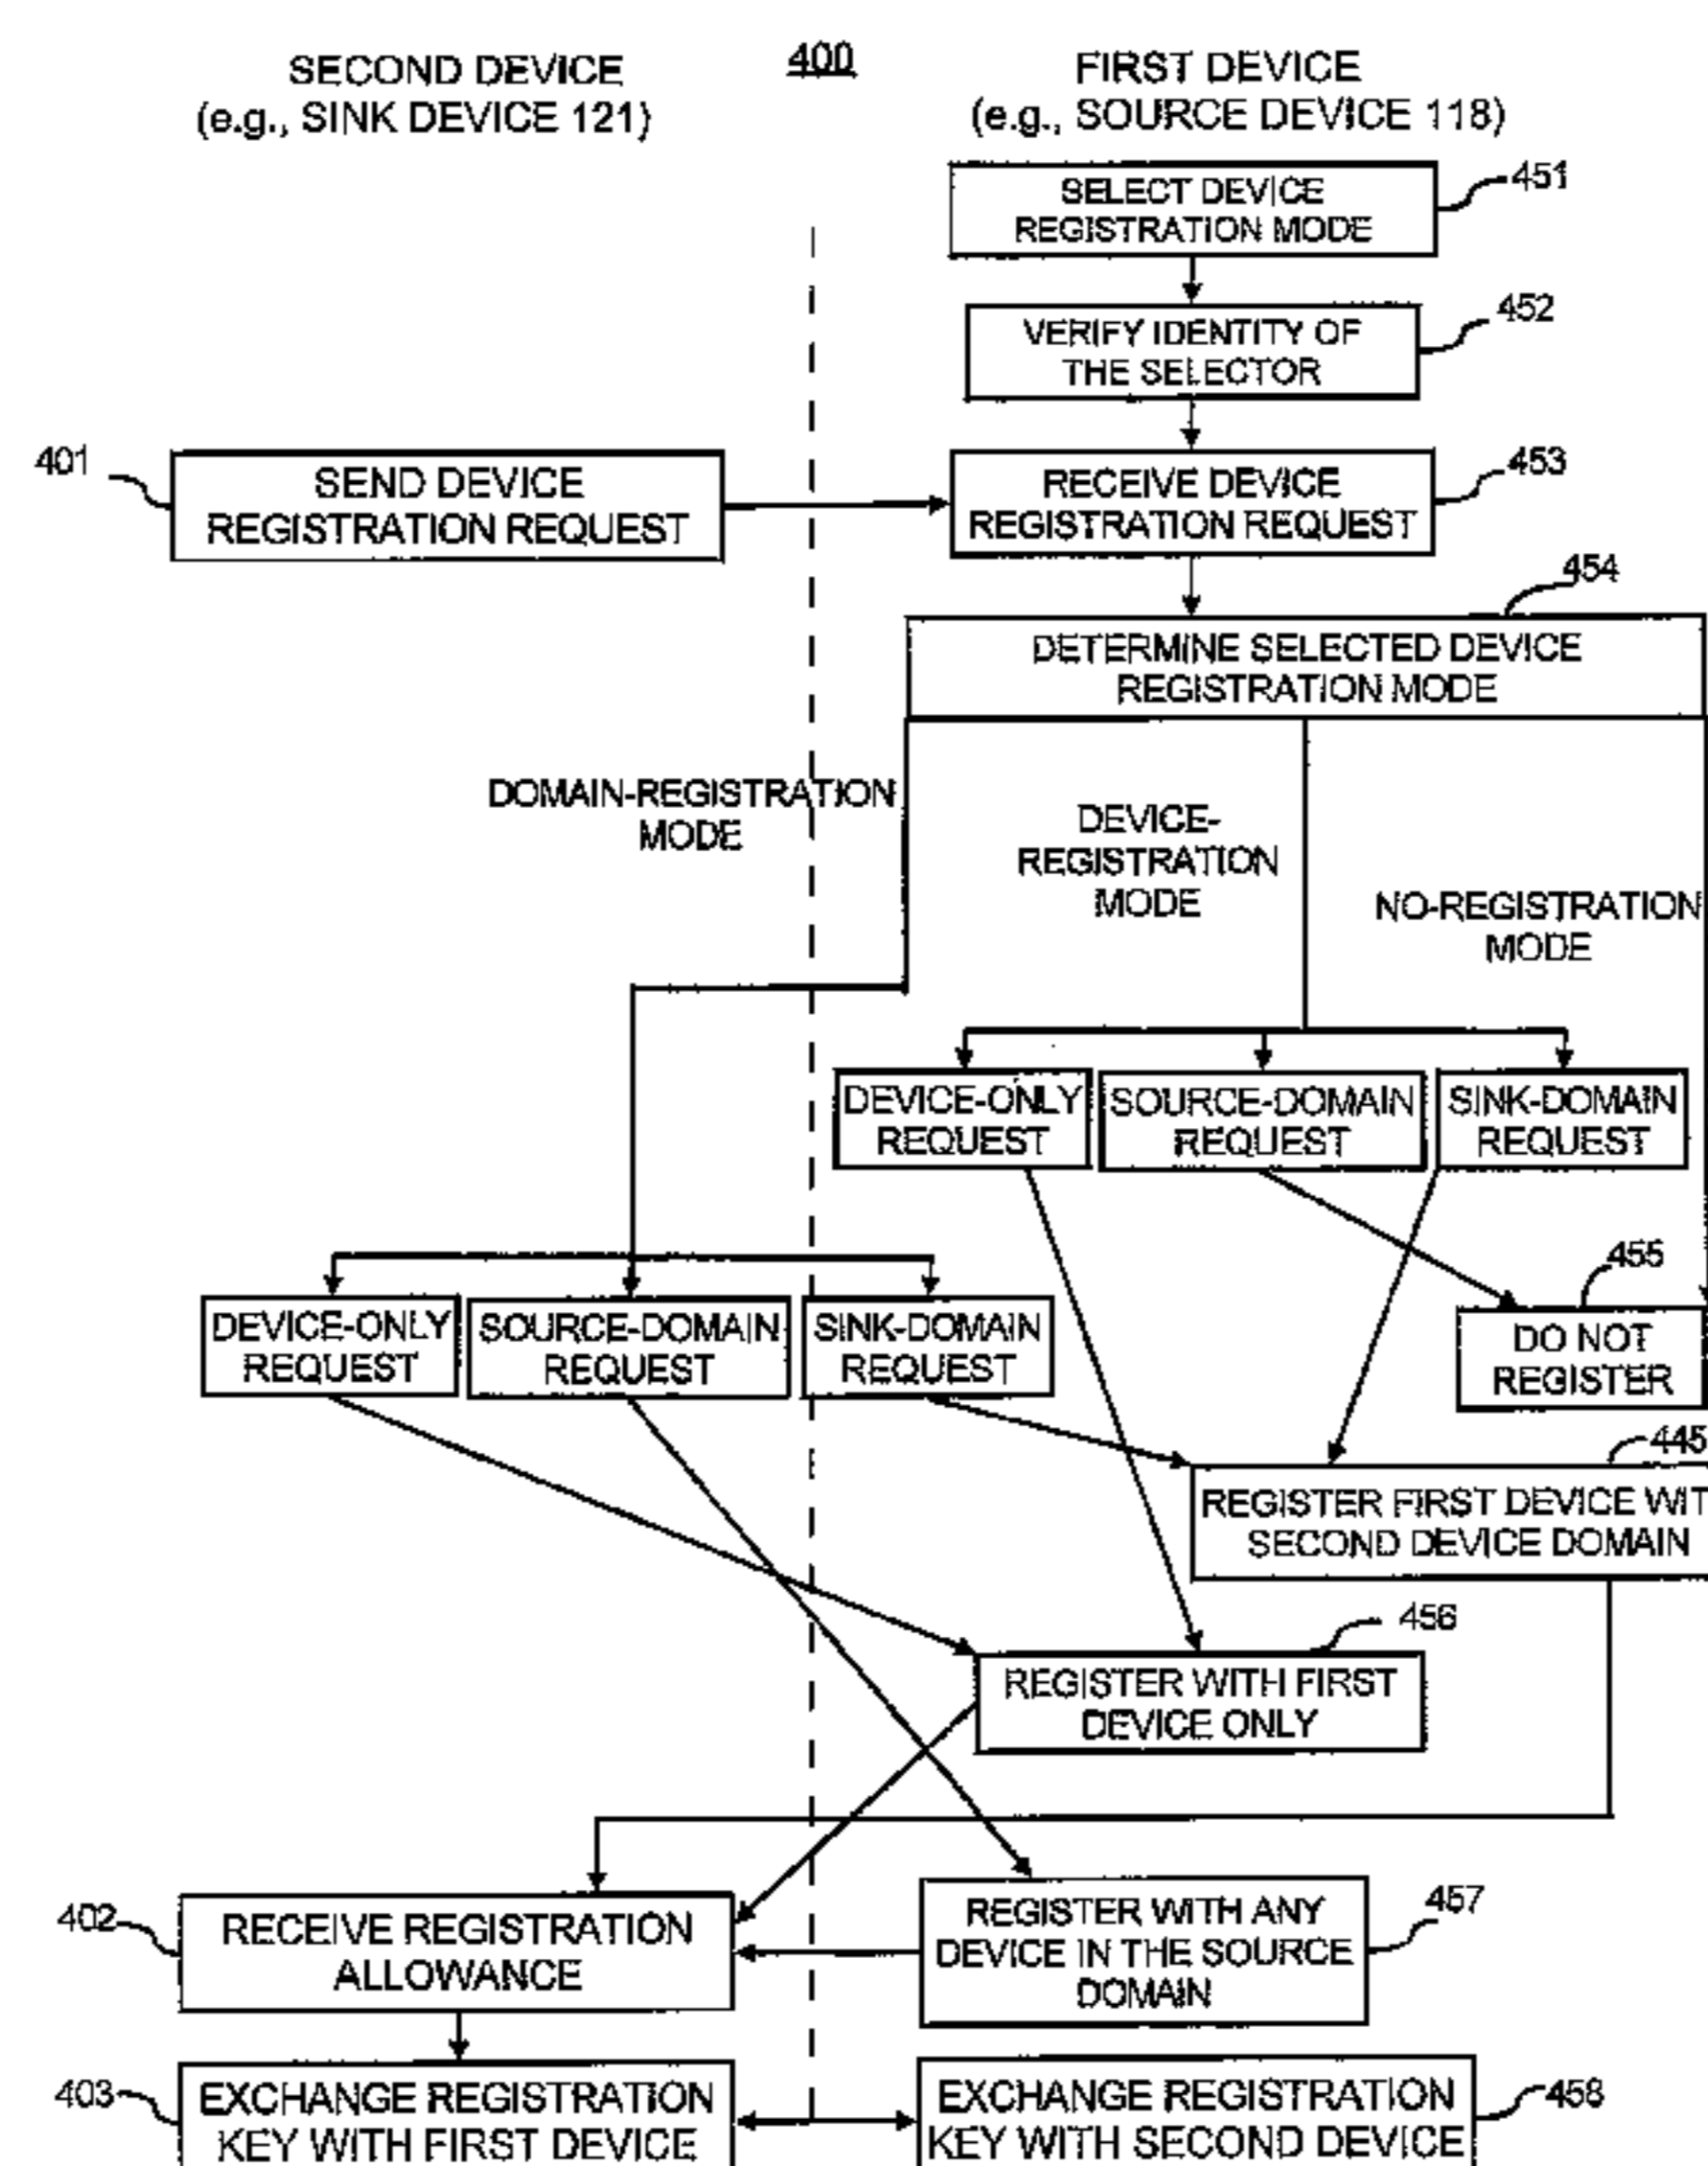 400
SECOND DEVICE
(e.g., SINK DEVICE 121)
FIRST DEVICE
(e.g., SOURCE DEVICE 118)
SELECT DEVICE
REGISTRATION MODE
451
VERIFY IDENTITY OF
THE SELECTOR
452
401
SEND DEVICE
REGISTRATION REQUEST
RECEIVE DEVICE
REGISTRATION REQUEST
453
454
DETERMINE SELECTED DEVICE
REGISTRATION MODE
DOMAIN-REGISTRATION
MODE
DEVICE-
REGISTRATION
MODE
NO-REGISTRATION
MODE
DEVICE-ONLY
REQUEST
SOURCE-DOMAIN
REQUEST
SINK-DOMAIN
REQUEST
DEVICE-ONLY
REQUEST
SOURCE-DOMAIN
REQUEST
SINK-DOMAIN
REQUEST
455
DO NOT
REGISTER
445
REGISTER FIRST DEVICE WIT
SECOND DEVICE DOMAIN
456
REGISTER WITH FIRST
DEVICE ONLY
402
RECEIVE REGISTRATION
ALLOWANCE
REGISTER WITH ANY
DEVICE IN THE SOURCE
DOMAIN
457
403
EXCHANGE REGISTRATION
KEY WITH FIRST DEVICE
EXCHANGE REGISTRATION
KEY WITH SECOND DEVICE
458